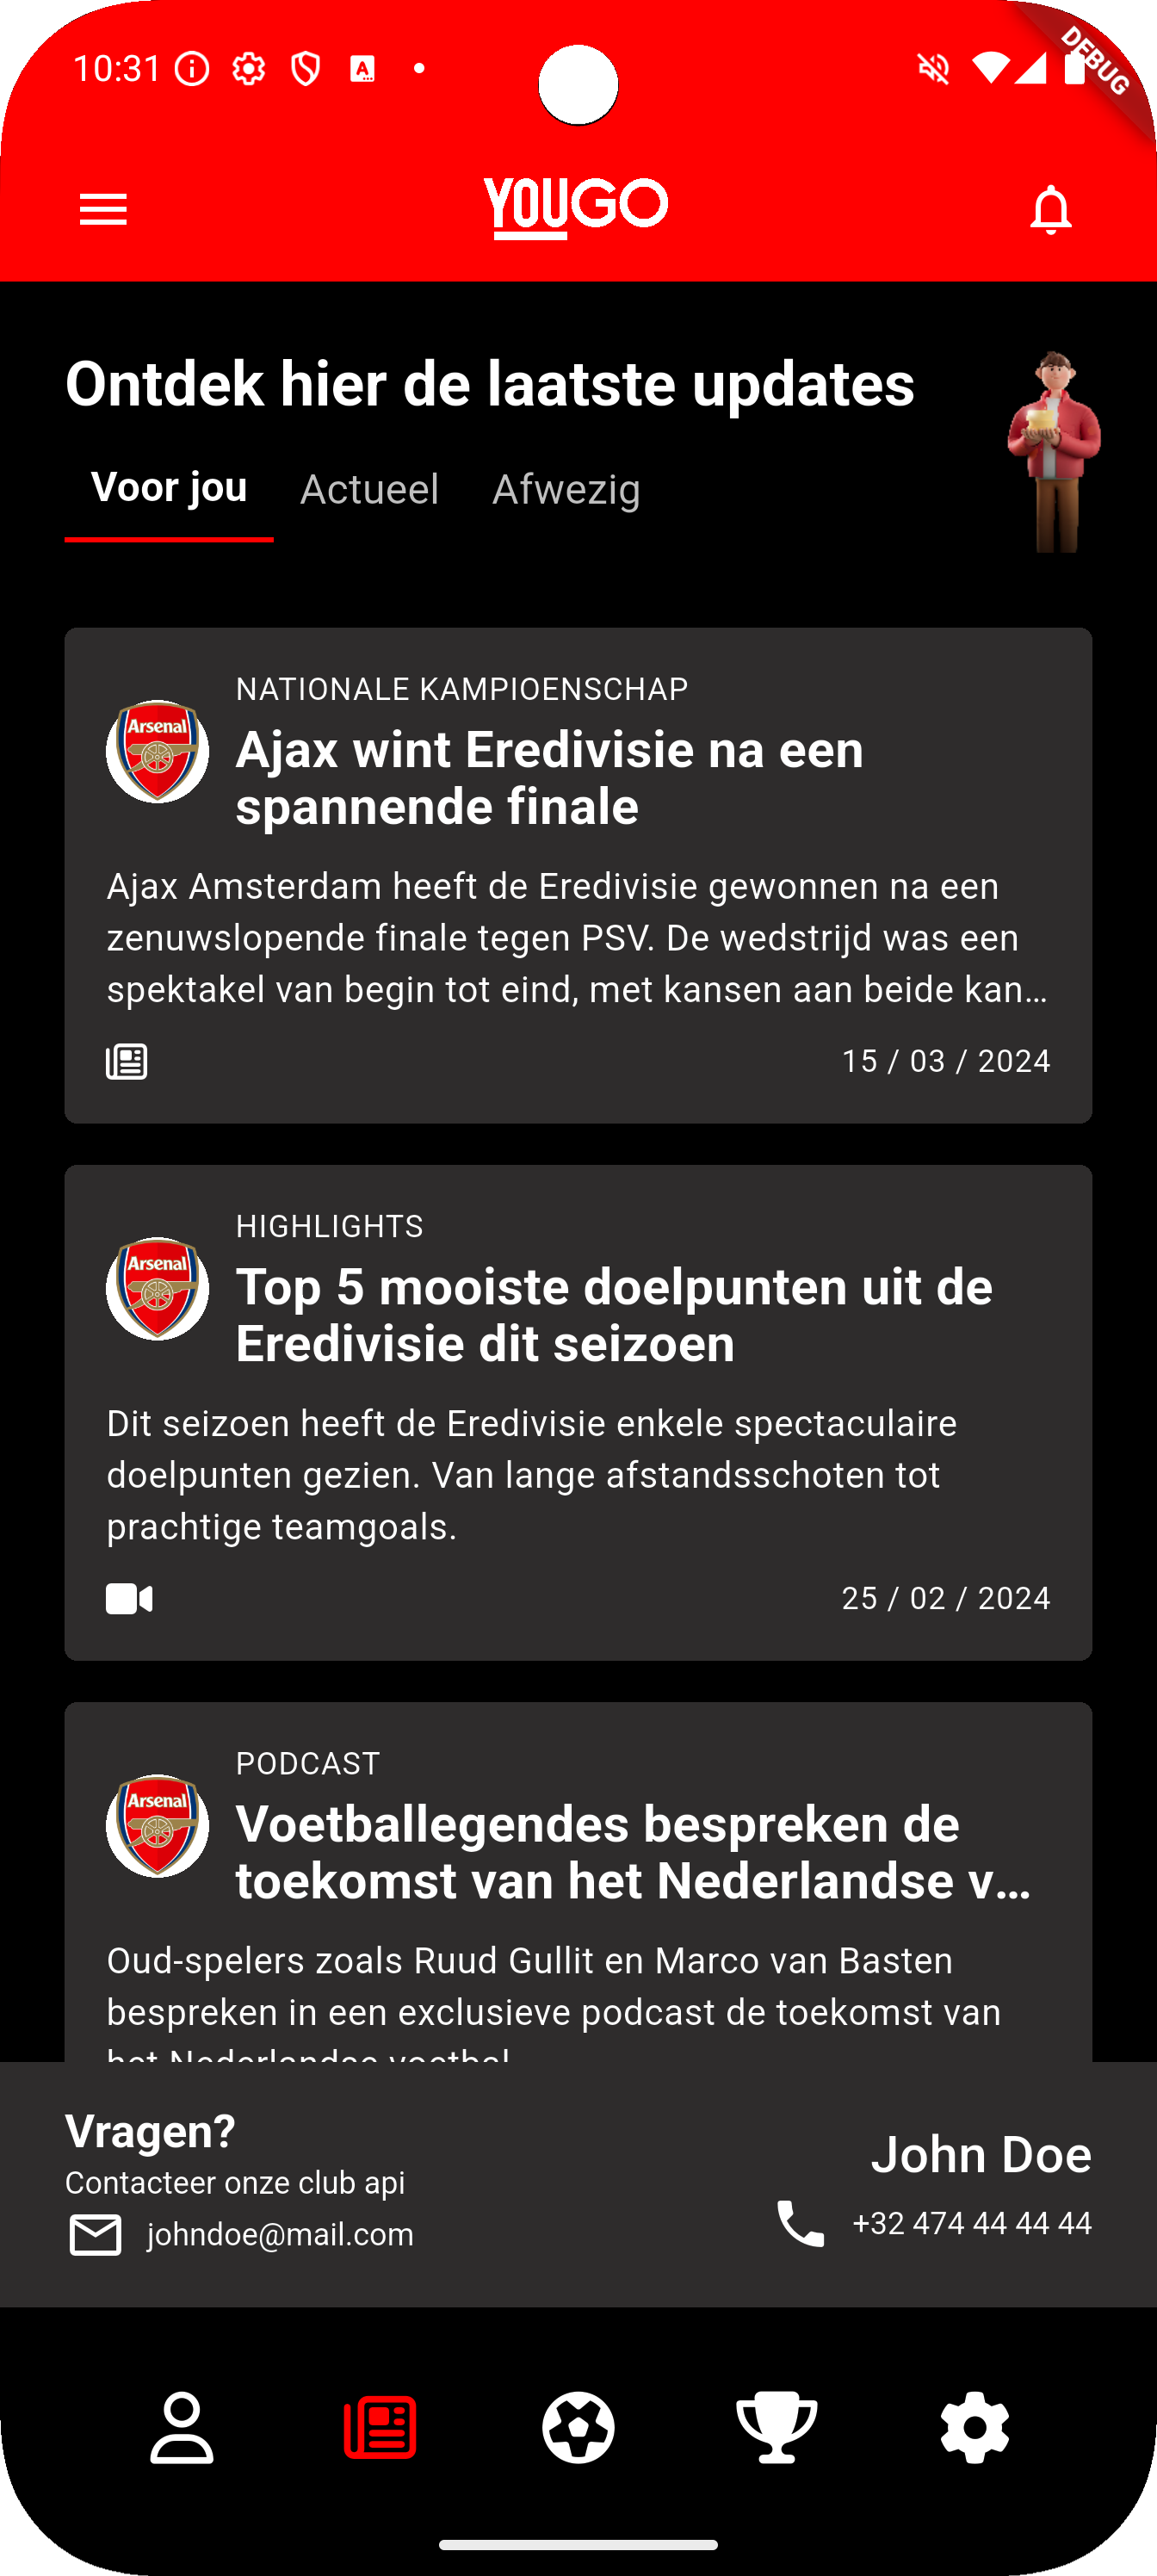 10:31
DEBUG
YOUGO
Ontdek hier de laatste updates
Voor jou Actueel Afwezig
NATIONALE KAMPIOENSCHAP
Arsenal
Ajax wint Eredivisie na een
spannende finale
Ajax Amsterdam heeft de Eredivisie gewonnen na een
zenuwslopende finale tegen PSV. De wedstrijd was een
spektakel van begin tot eind, met kansen aan beide kan…
15 / 03 / 2024
HIGHLIGHTS
Arsenal
Top 5 mooiste doelpunten uit de
Eredivisie dit seizoen
Dit seizoen heeft de Eredivisie enkele spectaculaire
doelpunten gezien. Van lange afstandsschoten tot
prachtige teamgoals.
25 / 02 / 2024
PODCAST
Arsenal
Voetballegendes bespreken de
toekomst van het Nederlandse v…
Oud-spelers zoals Ruud Gullit en Marco van Basten
bespreken in een exclusieve podcast de toekomst van
het Nederlandse voetbal
Vragen?
Contacteer onze club api
johndoe@mail.com
John Doe
+32 474 44 44 44